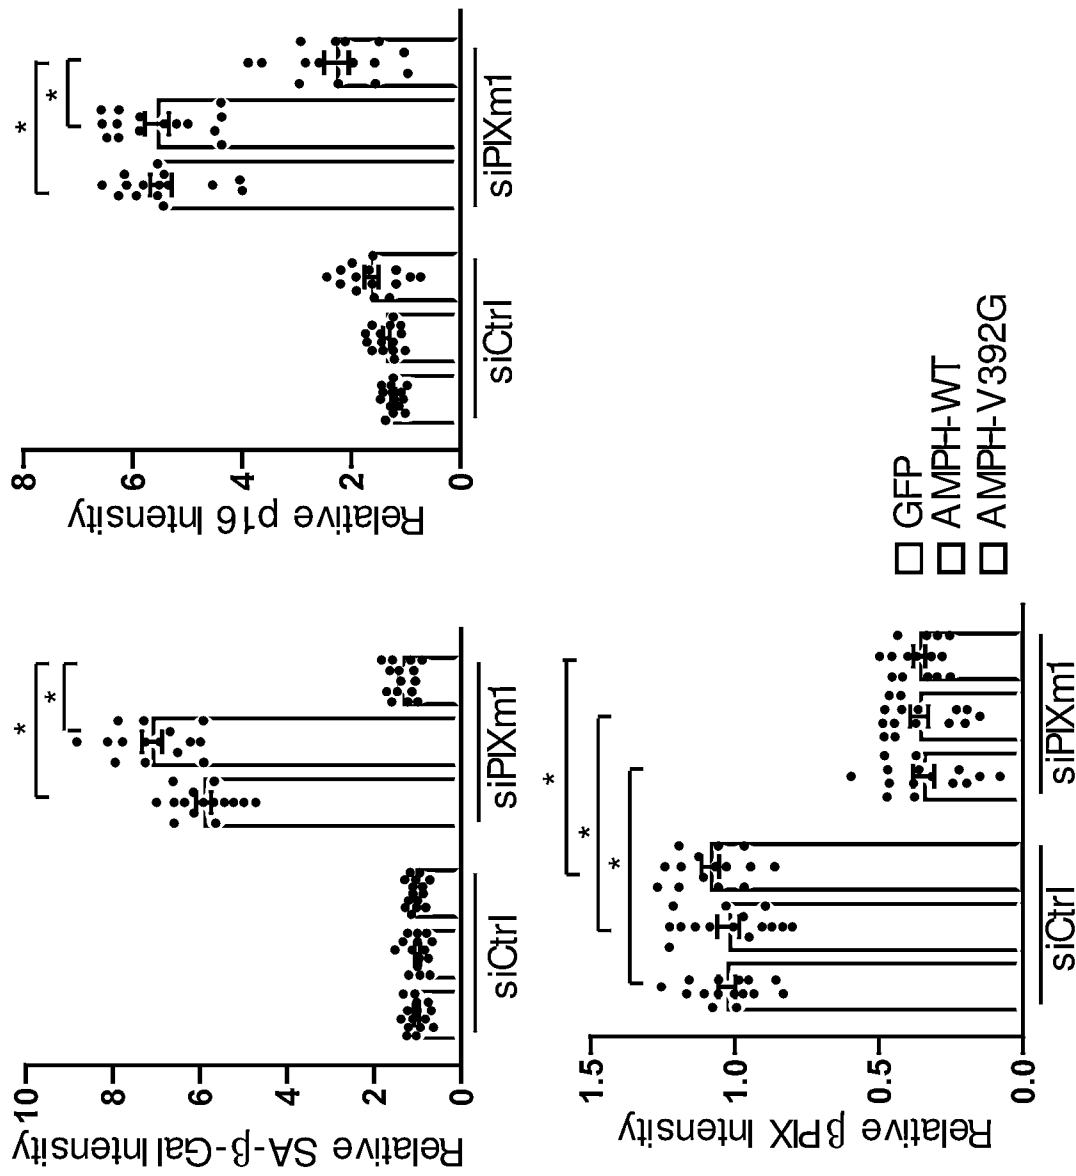 Relative SA-β-Gal Intensity
10
8
6
4
2
0
* *
siCtrl siPIXm1
Relative p16 Intensity
8
6
4
2
0
* *
siCtrl siPIXm1
Relative βPIX Intensity
1.5
1.0
0.5
0.0
* * *
siCtrl siPIXm1
GFP
AMPH-WT
AMPH-V392G